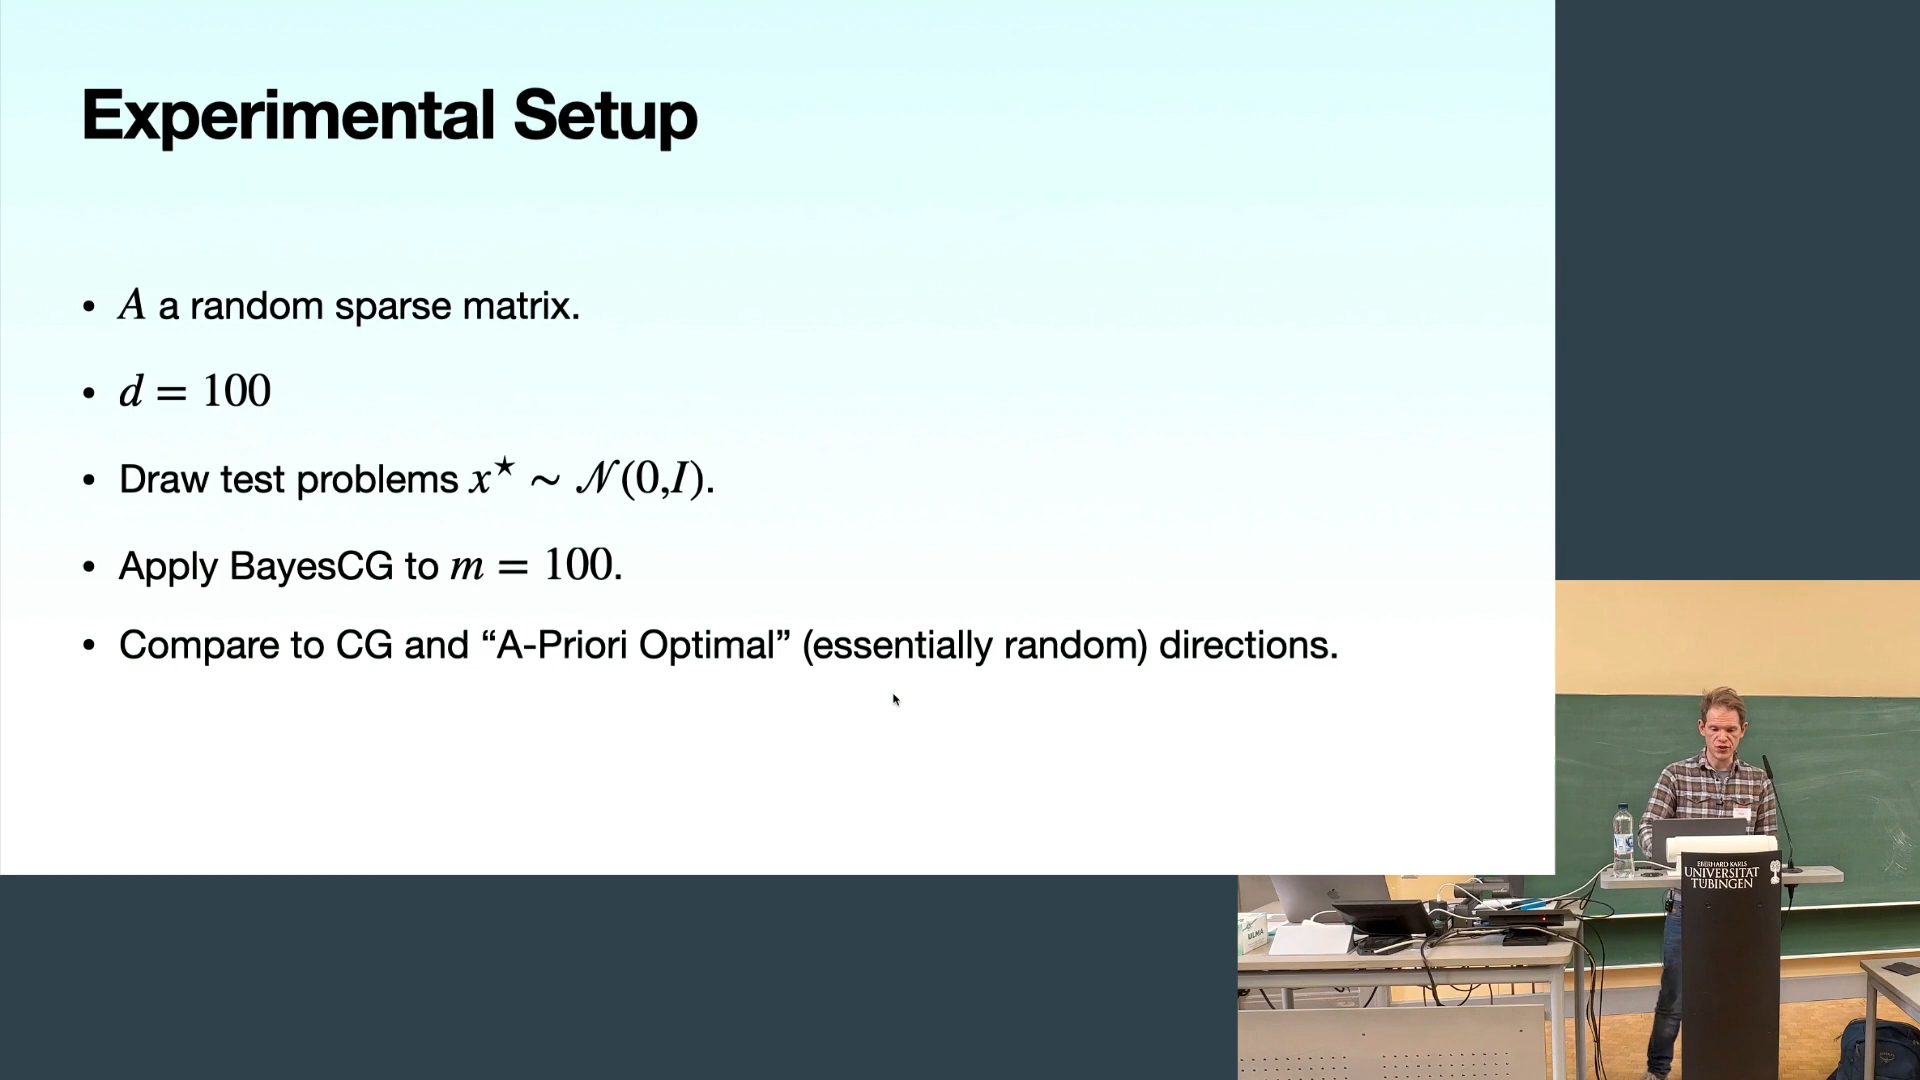 Experimental Setup
• A a random sparse matrix.
• d = 100
• Draw test problems x★ ∼ 𝒩(0,I).
• Apply BayesCG to m = 100.
• Compare to CG and “A-Priori Optimal” (essentially random) directions.
EBERHARD KARLS
UNIVERSITÄT
TÜBINGEN
ULMA